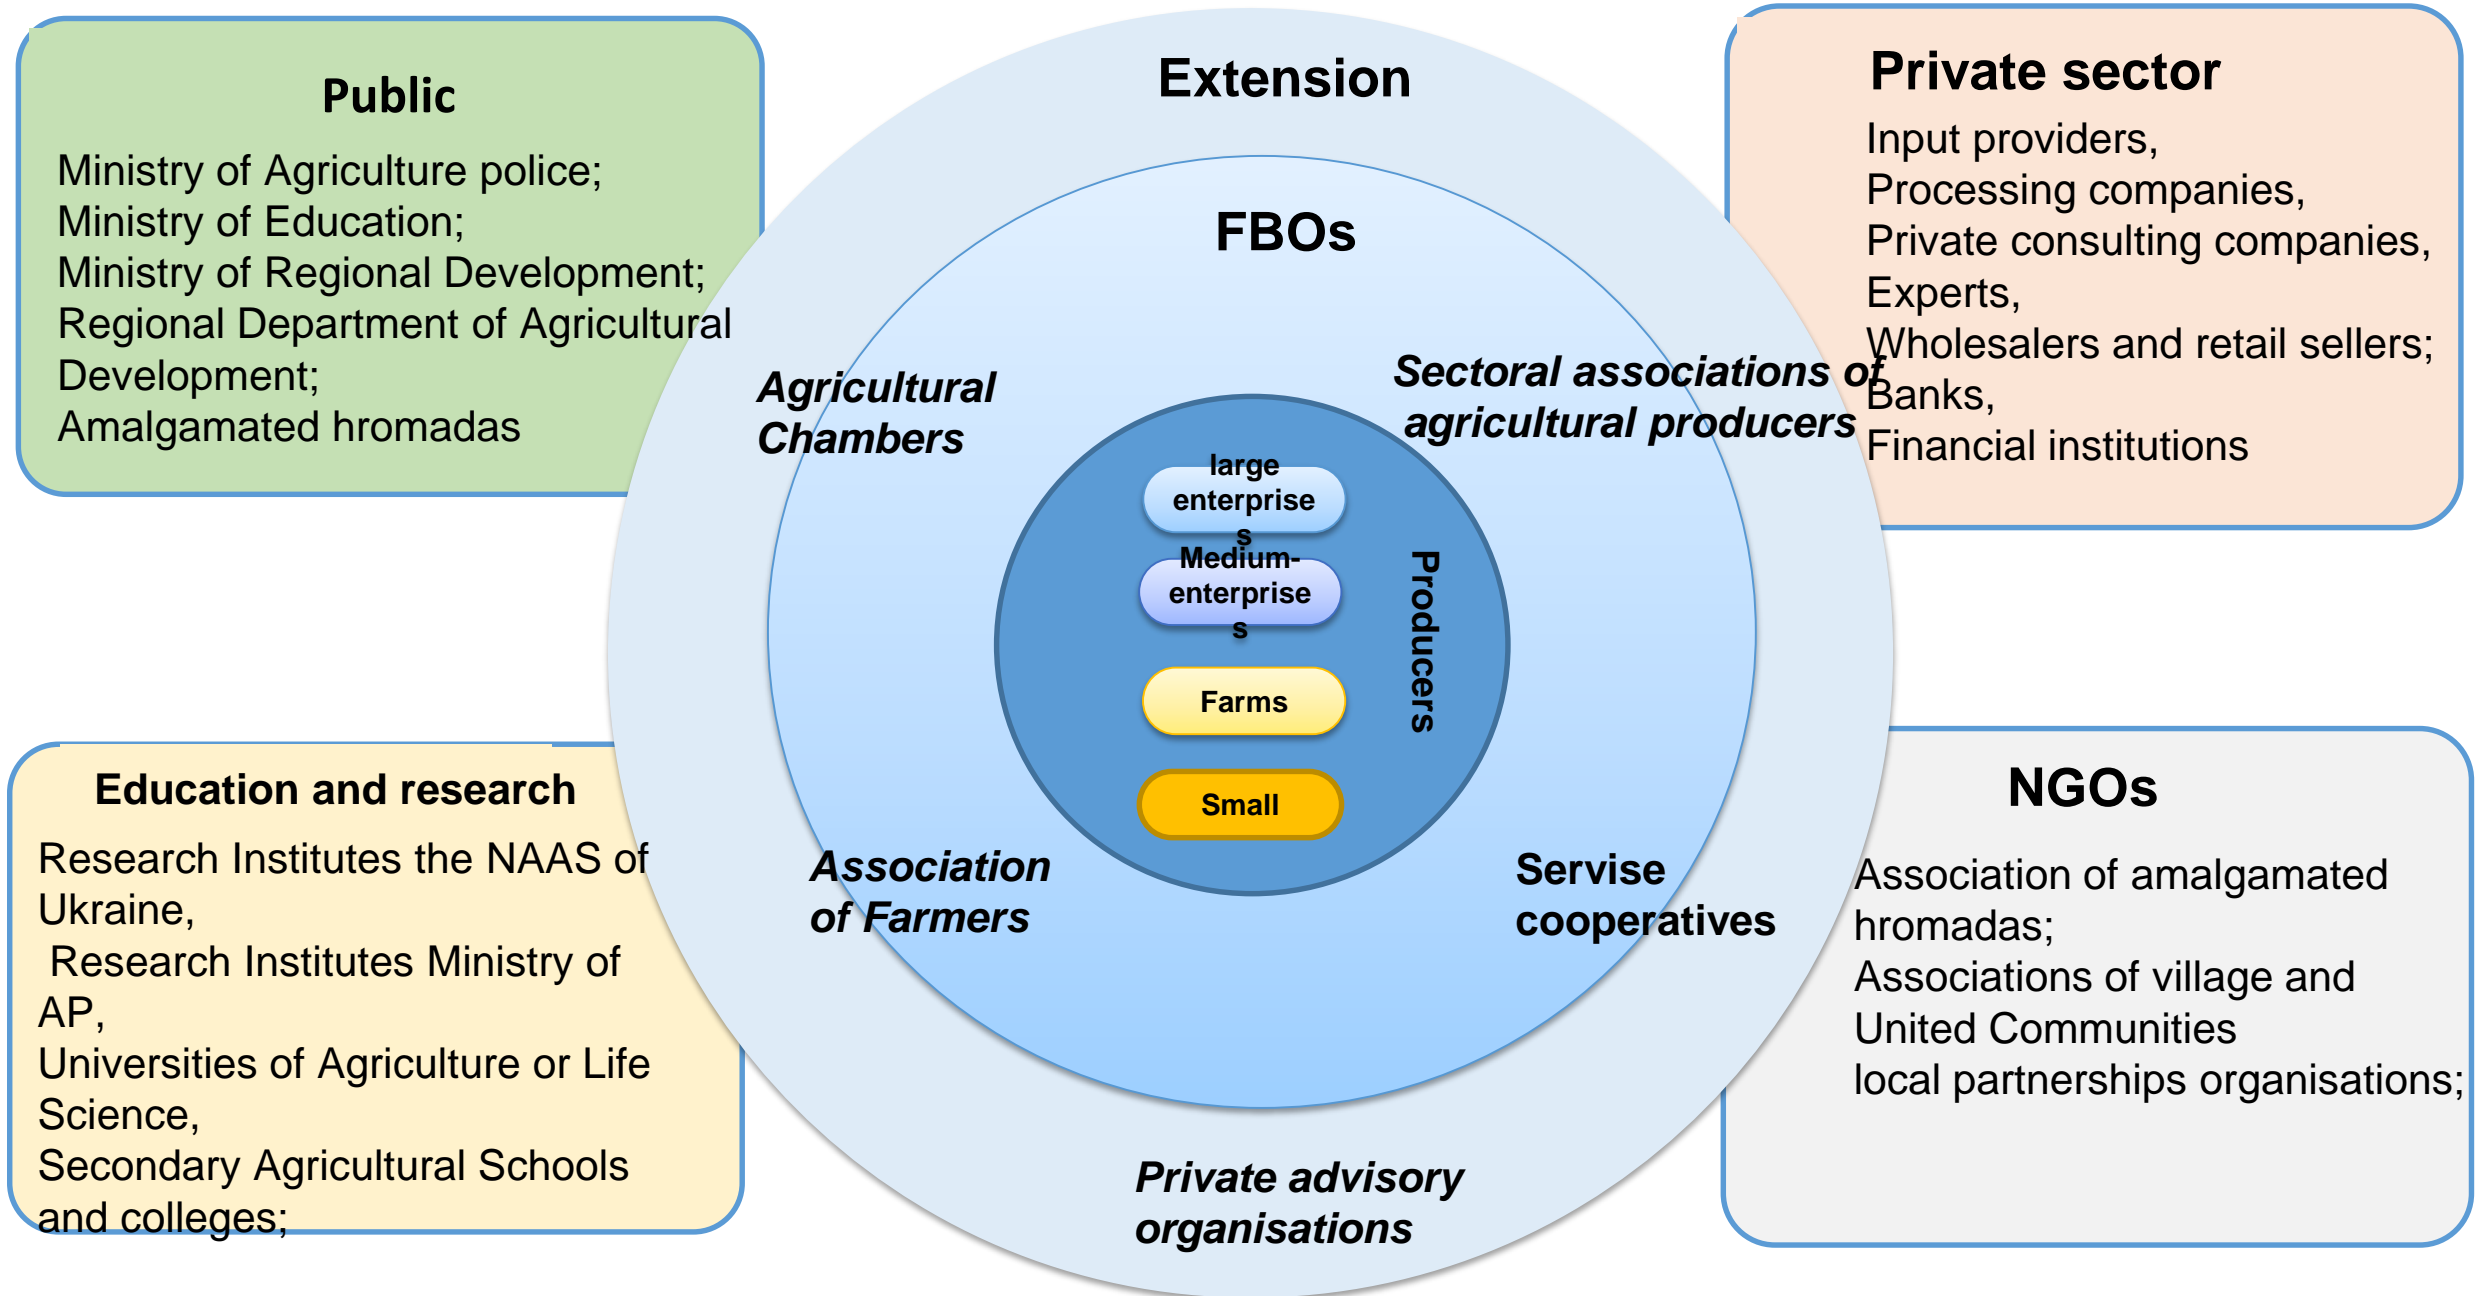 Public
Ministry of Agriculture police;
Ministry of Education;
Ministry of Regional Development;
Regional Department of Agricultural
Development;
Amalgamated hromadas
Extension
FBOs
Private sector
Input providers,
Processing companies,
Private consulting companies,
Experts,
Wholesalers and retail sellers;
Banks,
Financial institutions
Agricultural
Chambers
Sectoral associations of
agricultural producers
large
enterprise
s
Medium-
enterprise
s
Farms
Small
Producers
Association
of Farmers
Servise
cooperatives
Private advisory
organisations
Education and research
Research Institutes the NAAS of
Ukraine,
Research Institutes Ministry of
AP,
Universities of Agriculture or Life
Science,
Secondary Agricultural Schools
and colleges;
NGOs
Association of amalgamated
hromadas;
Associations of village and
United Communities
local partnerships organisations;